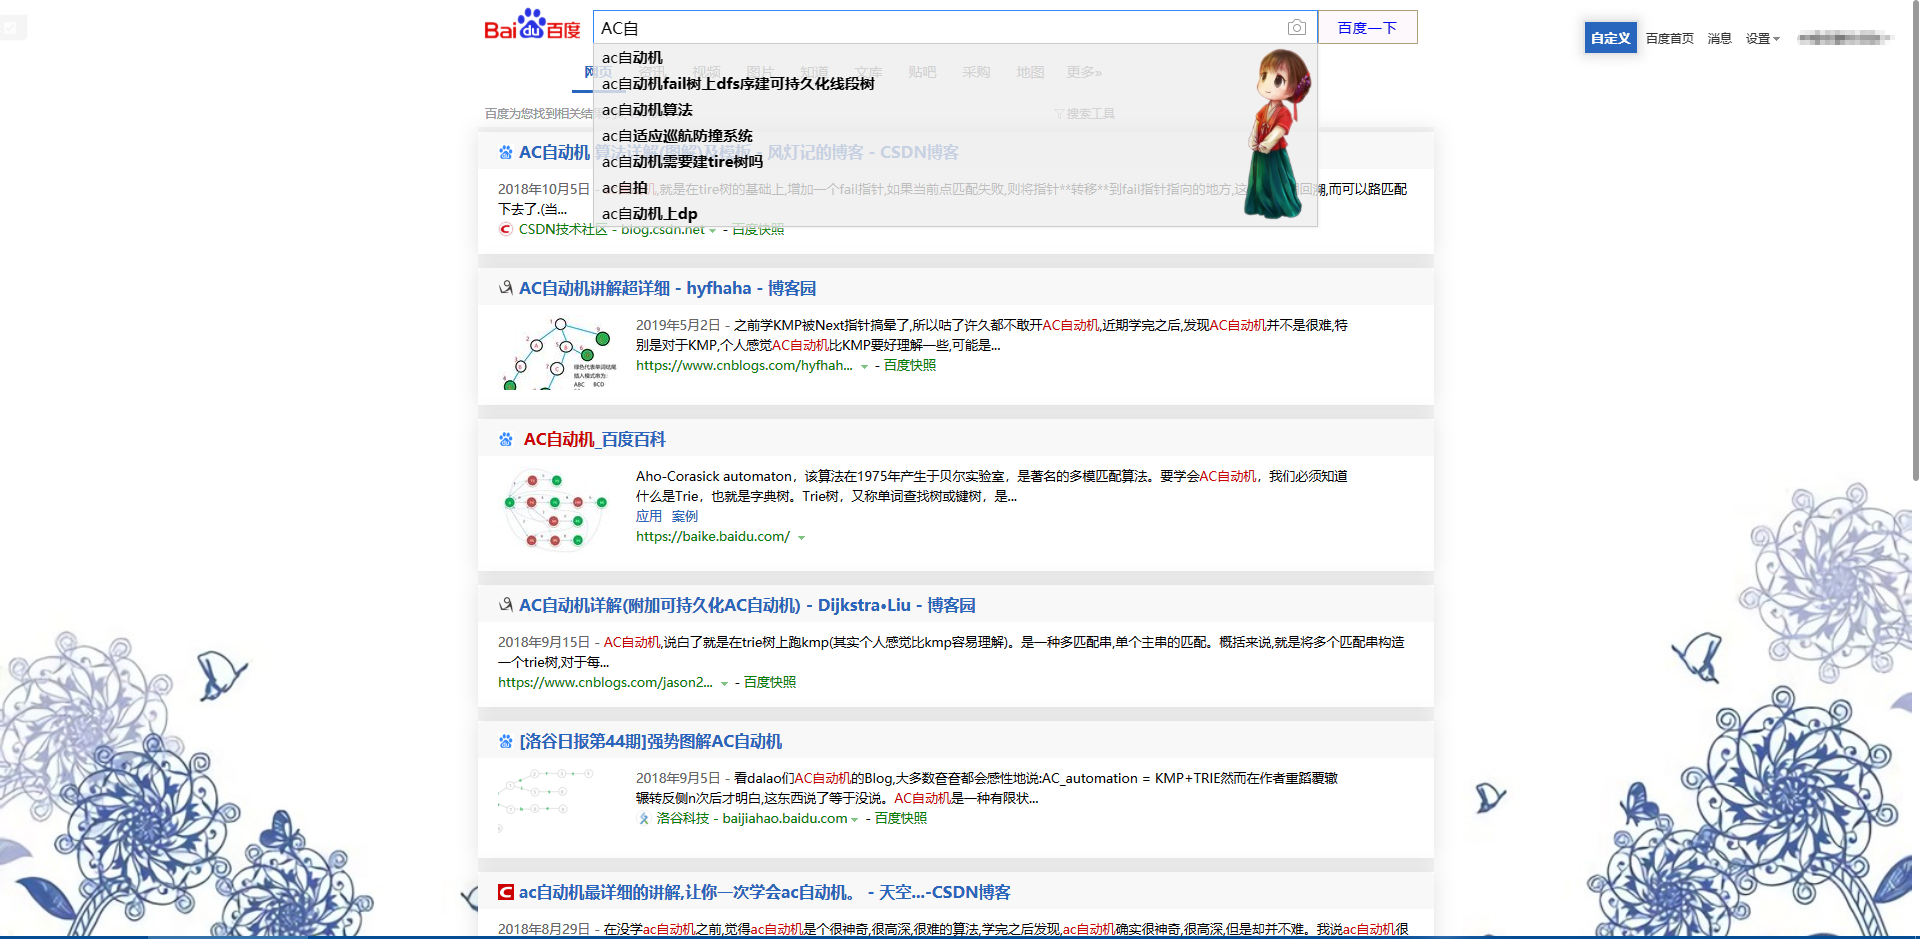 Bai du 百度
AC自
百度一下
自定义 百度首页 消息 设置
ac自动机
网页 资讯 视频 图片 知道 文库 贴吧 采购 地图 更多»
ac自动机fail树上dfs序建可持久化线段树
ac自动机算法
百度为您找到相关结
搜索工具
ac自适应巡航防撞系统
AC自动机 算法详解(图解)及模板 - 风灯记的博客 - CSDN博客
ac自动机需要建tire树吗
ac自拍
2018年10月5日 - 机,就是在tire树的基础上,增加一个fail指针,如果当前点匹配失败,则将指针**转移**到fail指针指向的地方,这 回溯,而可以路匹配
下去了.(当...
ac自动机上dp
CSDN技术社区 - blog.csdn.net - 百度快照
AC自动机讲解超详细 - hyfhaha - 博客园
2019年5月2日 - 之前学KMP被Next指针搞晕了,所以咕了许久都不敢开AC自动机,近期学完之后,发现AC自动机并不是很难,特
别是对于KMP,个人感觉AC自动机比KMP要好理解一些,可能是...
https://www.cnblogs.com/hyfhah... - 百度快照
绿色代表单词结尾
插入模式串为:
ABC BCD
AC自动机_百度百科
Aho-Corasick automaton，该算法在1975年产生于贝尔实验室，是著名的多模匹配算法。要学会AC自动机，我们必须知道
什么是Trie，也就是字典树。Trie树，又称单词查找树或键树，是...
应用 案例
https://baike.baidu.com/
AC自动机详解(附加可持久化AC自动机) - Dijkstra•Liu - 博客园
2018年9月15日 - AC自动机,说白了就是在trie树上跑kmp(其实个人感觉比kmp容易理解)。是一种多匹配串,单个主串的匹配。概括来说,就是将多个匹配串构造
一个trie树,对于每...
https://www.cnblogs.com/jason2... - 百度快照
[洛谷日报第44期]强势图解AC自动机
2018年9月5日 - 看dalao们AC自动机的Blog,大多数奆奆都会感性地说:AC_automation = KMP+TRIE然而在作者重蹈覆辙
辗转反侧n次后才明白,这东西说了等于没说。AC自动机是一种有限状...
洛谷科技 - baijiahao.baidu.com - 百度快照
ac自动机最详细的讲解,让你一次学会ac自动机。 - 天空...-CSDN博客
2018年8月29日 - 在没学ac自动机之前,觉得ac自动机是个很神奇,很高深,很难的算法,学完之后发现,ac自动机确实很神奇,很高深,但是却并不难。我说ac自动机很